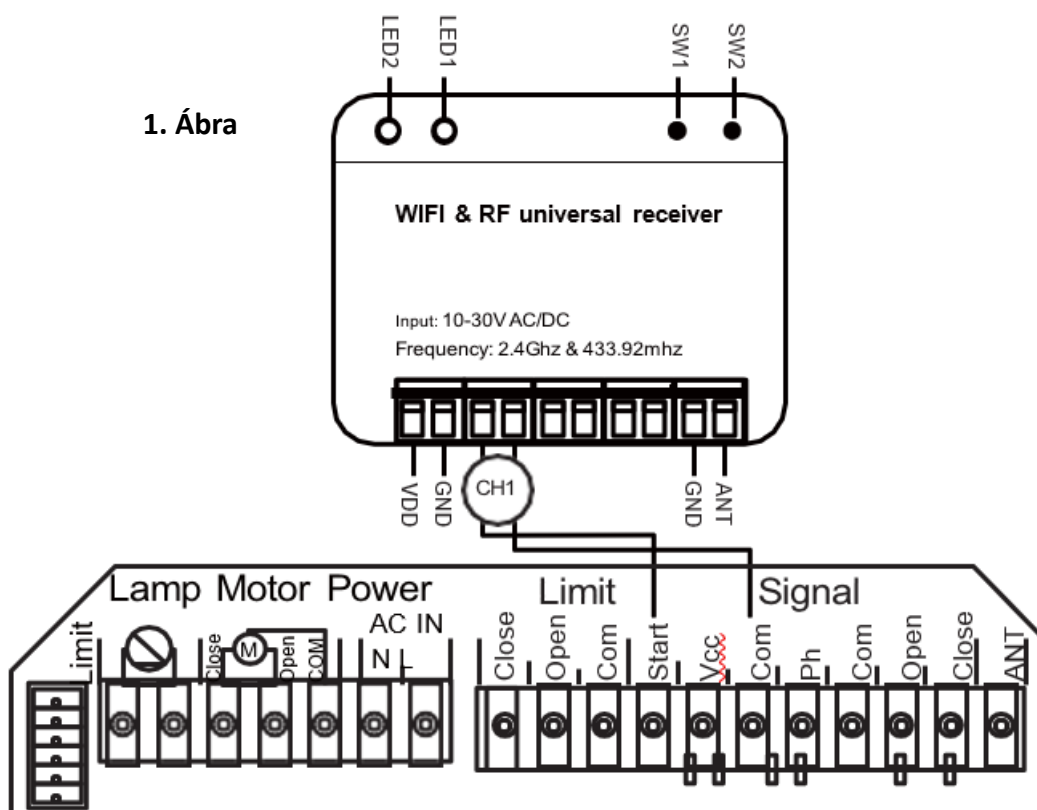 LED2 LED1 SW1 SW2
1. Ábra
WIFI & RF universal receiver
Input: 10-30V AC/DC
Frequency: 2.4Ghz & 433.92mhz
VDD GND CH1 GND ANT
Lamp Motor Power Limit Signal
AC IN
N L
Limit Close M Open COM
Close Open Com Start Vcc Com Ph Com Open Close ANT